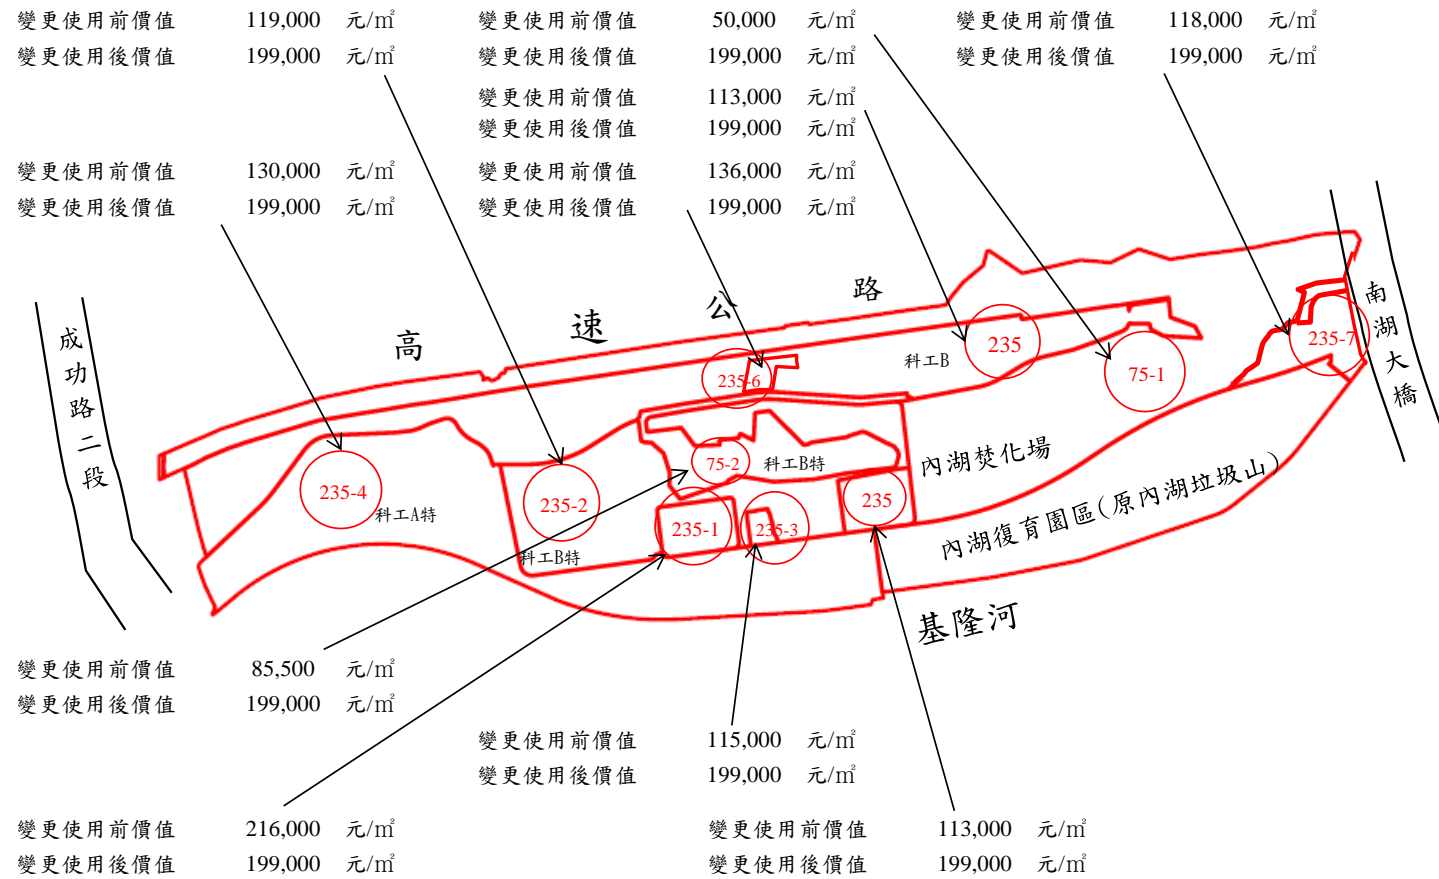 變更使用前價值 119,000 元/㎡
變更使用後價值 199,000 元/㎡
變更使用前價值 50,000 元/㎡
變更使用後價值 199,000 元/㎡
變更使用前價值 118,000 元/㎡
變更使用後價值 199,000 元/㎡
變更使用前價值 113,000 元/㎡
變更使用後價值 199,000 元/㎡
變更使用前價值 130,000 元/㎡
變更使用後價值 199,000 元/㎡
變更使用前價值 136,000 元/㎡
變更使用後價值 199,000 元/㎡
成功路二段
高速公路
南湖大橋
235-7
235
科工B
75-1
235-6
75-2
科工B特
內湖焚化場
235-4
科工A特
235-2
科工B特
235-1
235-3
235
內湖復育園區(原內湖垃圾山)
基隆河
變更使用前價值 85,500 元/㎡
變更使用後價值 199,000 元/㎡
變更使用前價值 115,000 元/㎡
變更使用後價值 199,000 元/㎡
變更使用前價值 216,000 元/㎡
變更使用後價值 199,000 元/㎡
變更使用前價值 113,000 元/㎡
變更使用後價值 199,000 元/㎡